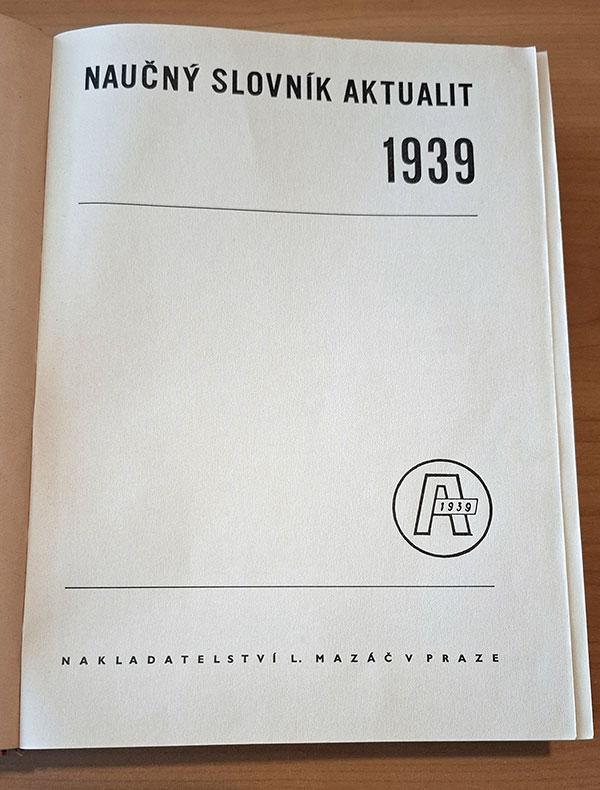 NAUČNÝ SLOVNÍK AKTUALIT
1939
A 1939
NAKLADATELSTVÍ L. MAZÁČ V PRAZE